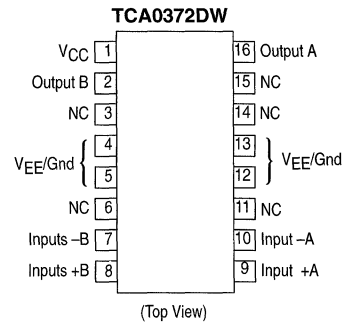 TCA0372DW
VCC 1 16 Output A
Output B 2 15 NC
NC 3 14 NC
4 13
VEE/Gnd { } VEE/Gnd
5 12
NC 6 11 NC
Inputs –B 7 10 Input –A
Inputs +B 8 9 Input +A
(Top View)